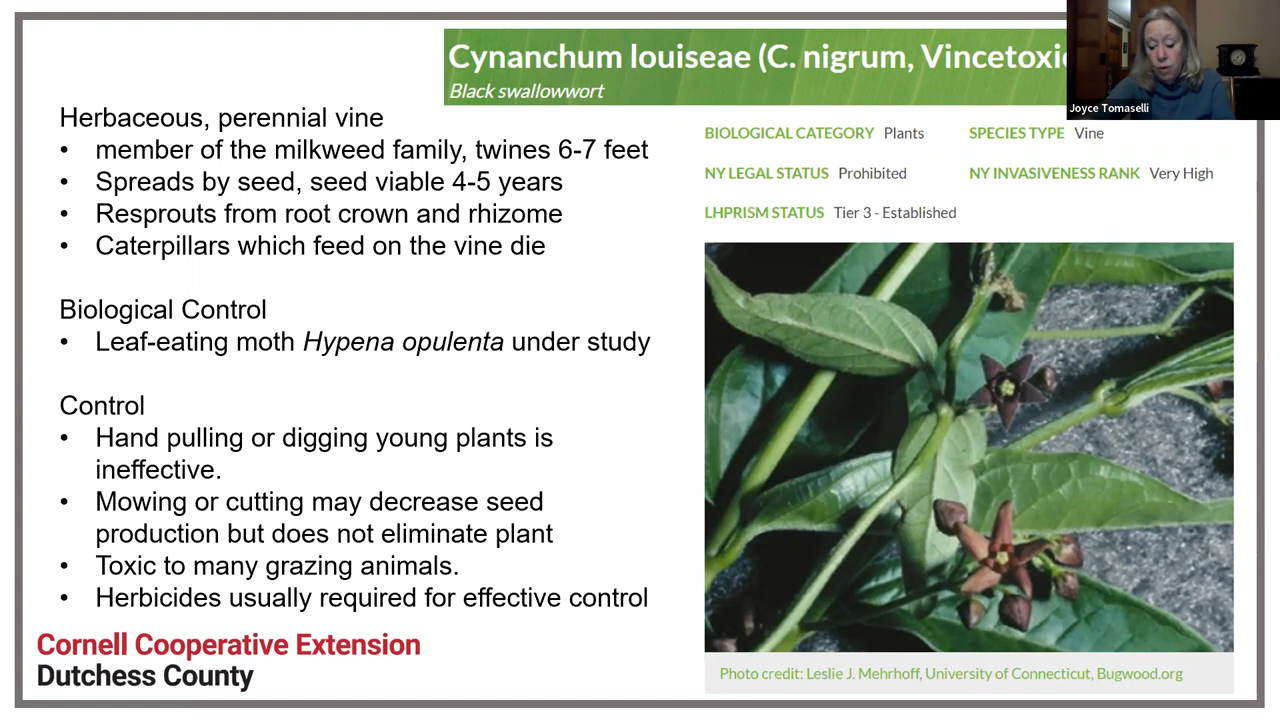 Cynanchum louiseae (C. nigrum, Vincetoxic
Black swallowwort
Joyce Tomaselli
Herbaceous, perennial vine
• member of the milkweed family, twines 6-7 feet
• Spreads by seed, seed viable 4-5 years
• Resprouts from root crown and rhizome
• Caterpillars which feed on the vine die
Biological Control
• Leaf-eating moth Hypena opulenta under study
Control
• Hand pulling or digging young plants is
ineffective.
• Mowing or cutting may decrease seed
production but does not eliminate plant
• Toxic to many grazing animals.
• Herbicides usually required for effective control
Cornell Cooperative Extension
Dutchess County
BIOLOGICAL CATEGORY Plants SPECIES TYPE Vine
NY LEGAL STATUS Prohibited NY INVASIVENESS RANK Very High
LHPRISM STATUS Tier 3 - Established
Photo credit: Leslie J. Mehrhoff, University of Connecticut, Bugwood.org